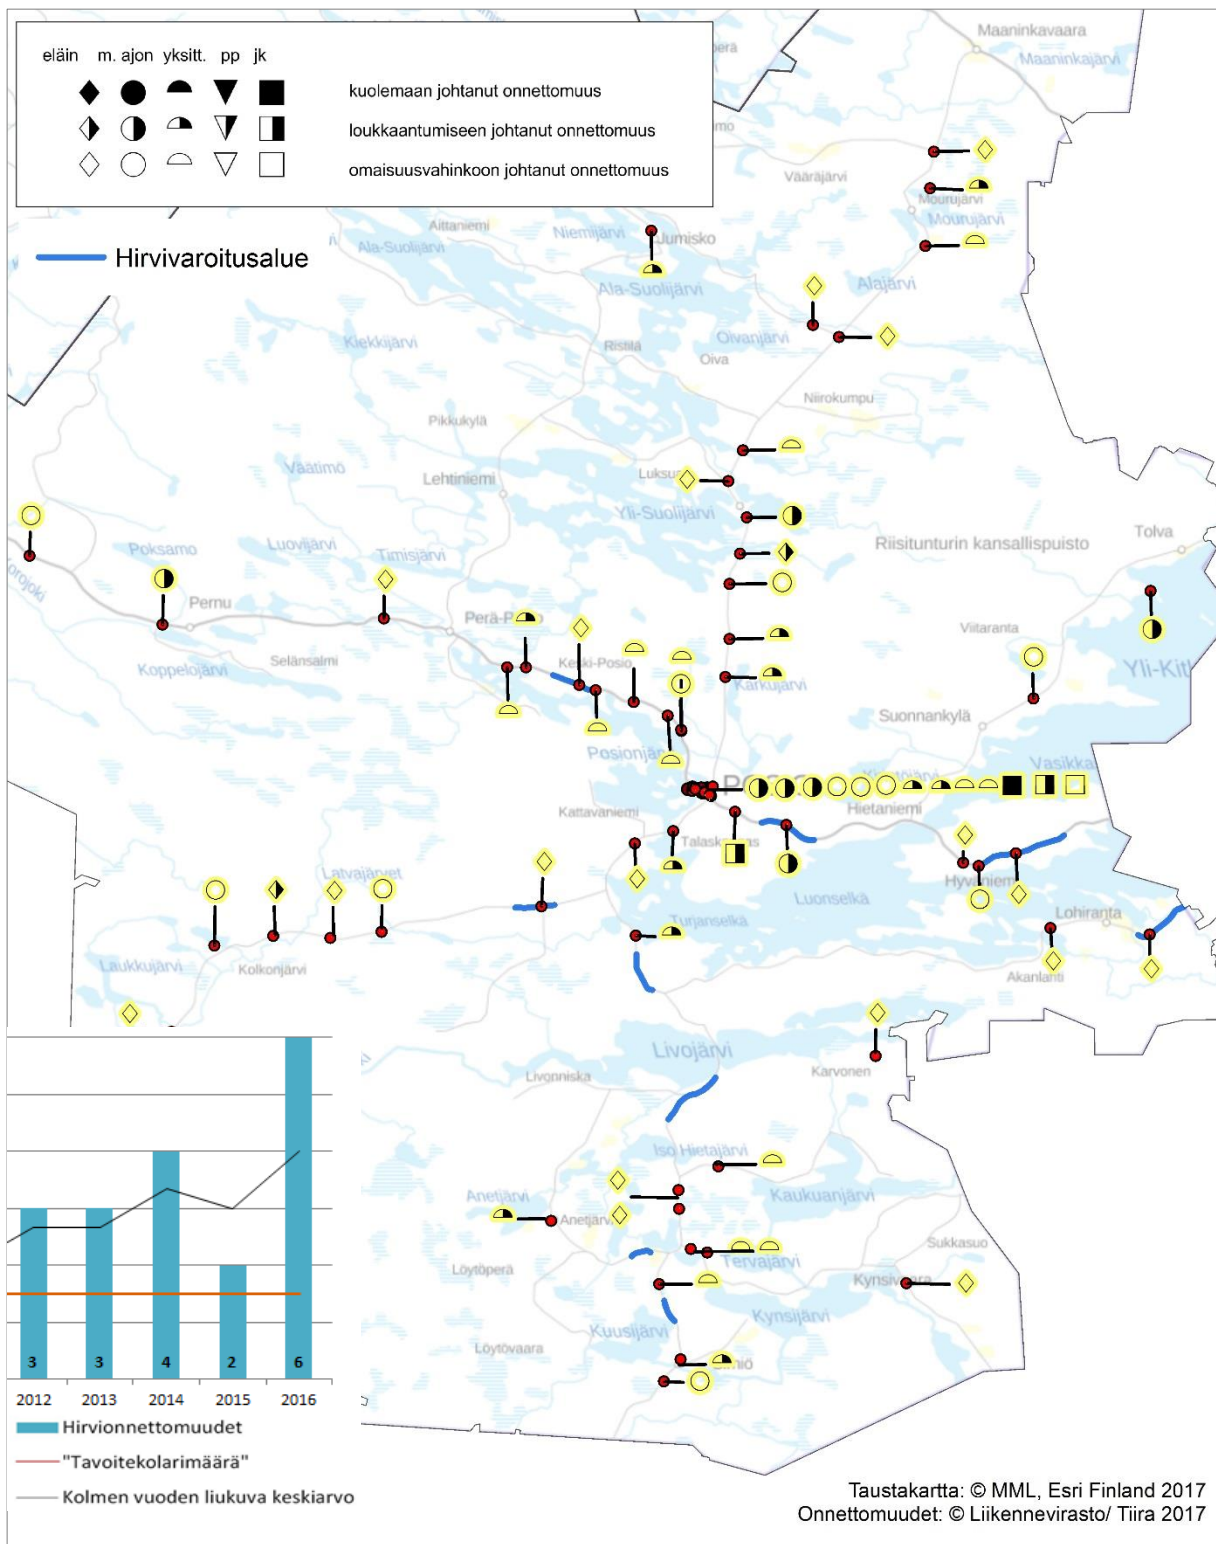 eläin m. ajon yksitt. pp jk
kuolemaan johtanut onnettomuus
loukkaantumiseen johtanut onnettomuus
omaisuusvahinkoon johtanut onnettomuus
Hirvivaroitusalue
Maaninkavaara
Maaninkajärvi
Vääräjärvi
Mourujärvi
Mourujärvi
Aittaniemi
Niemijärvi
Jumisko
Ala-Suolijärvi
Ala-Suolijärvi
Alajärvi
Kiekkijärvi
Ristilä
Oivanjärvi
Oiva
Niirokumpu
Pikkukylä
Väätimö
Lehtiniemi
Yli-Suolijärvi
Tolva
Riisitunturin kansallispuisto
Poksamo
Luovijärvi
Timisjärvi
Pernu
Viitaranta
Selänsalmi
Keski-Posio
Koppelojärvi
Karkujärvi
Suonnankylä
Hietaniemi
Kattavaniemi
Latvajärvet
Luonselkä
Turjanselkä
Lohiranta
Laukkujärvi
Kolkonjärvi
Akanlahti
Livojärvi
Livonniska
Karvonen
Iso Hietajärvi
Anetjärvi
Kaukuanjärvi
Sukkasuo
Löytöperä
Tervajärvi
Kynsijärvi
Kuusijärvi
Löytövaara
3 3 4 2 6
2012 2013 2014 2015 2016
Hirvionnettomuudet
"Tavoitekolarimäärä"
Kolmen vuoden liukuva keskiarvo
Taustakartta: © MML, Esri Finland 2017
Onnettomuudet: © Liikennevirasto/ Tiira 2017